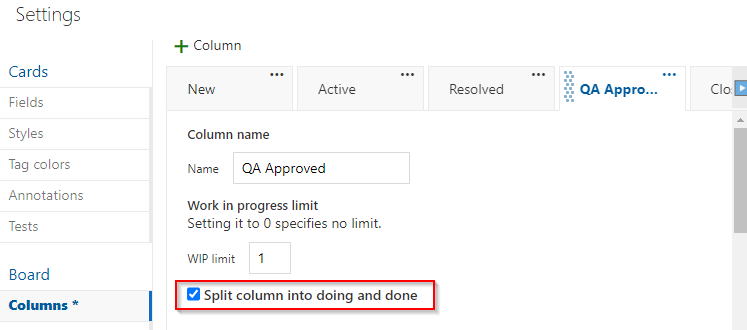 Settings
Cards
Fields
Styles
Tag colors
Annotations
Tests
Board
Columns *
+ Column
New
Active
Resolved
QA Appro...
Clo
Column name
Name QA Approved
Work in progress limit
Setting it to 0 specifies no limit.
WIP limit 1
Split column into doing and done